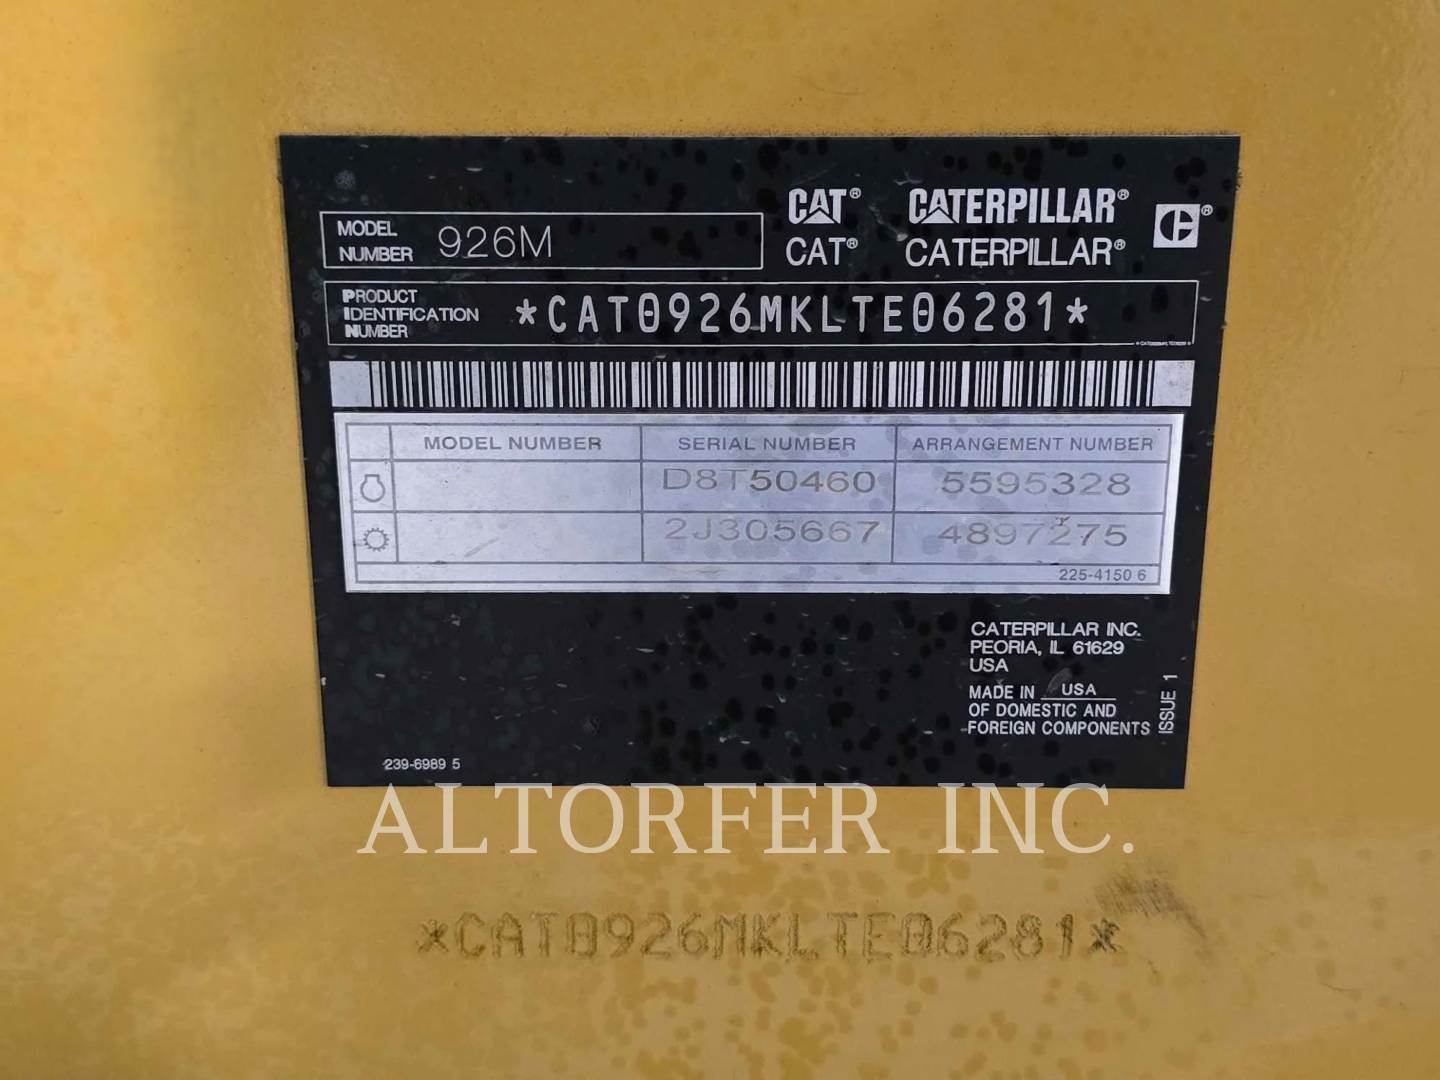 CAT® CATERPILLAR®
CAT® CATERPILLAR®
MODEL NUMBER 926M
PRODUCT IDENTIFICATION NUMBER *CAT0926MKLTE06281*
*CAT0926MKLTE06281*
MODEL NUMBER SERIAL NUMBER ARRANGEMENT NUMBER
D8T50460 5595328
2J305667 4897275
225-4150 6
CATERPILLAR INC.
PEORIA, IL 61629
USA
MADE IN USA
OF DOMESTIC AND
FOREIGN COMPONENTS
ISSUE 1
239-6989 5
ALTORFER INC.
*CAT0926MKLTE06281*